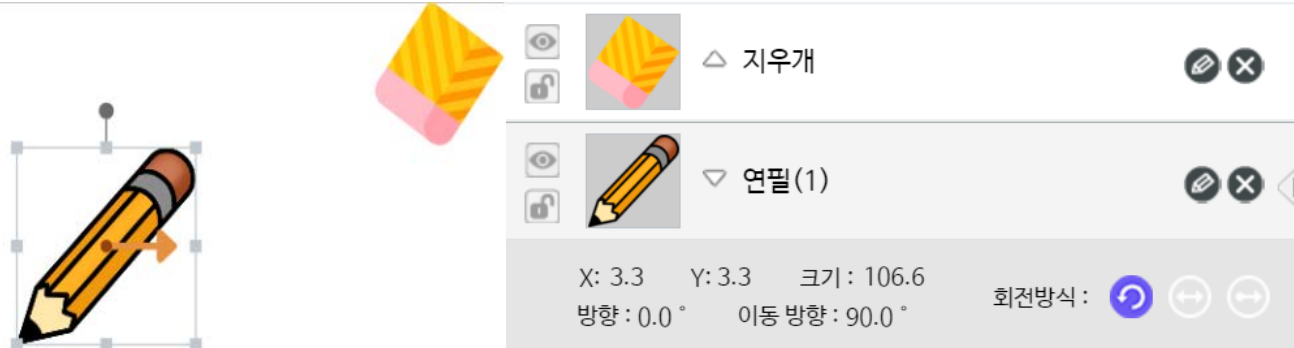 지우개
연필(1)
X: 3.3 Y: 3.3 크기 : 106.6
방향 : 0.0 ° 이동 방향 : 90.0 ° 회전방식 :